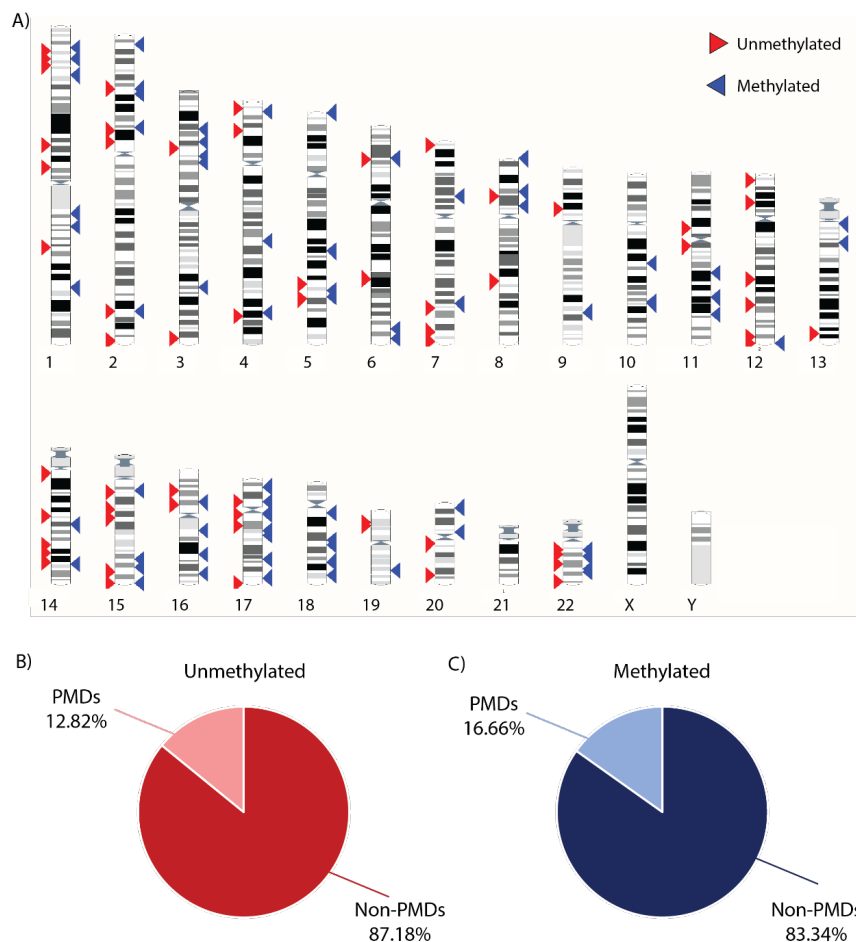 A)
Unmethylated
Methylated
1 2 3 4 5 6 7 8 9 10 11 12 13
14 15 16 17 18 19 20 21 22 X Y
B)
Unmethylated
PMDs
12.82%
Non-PMDs
87.18%
C)
Methylated
PMDs
16.66%
Non-PMDs
83.34%